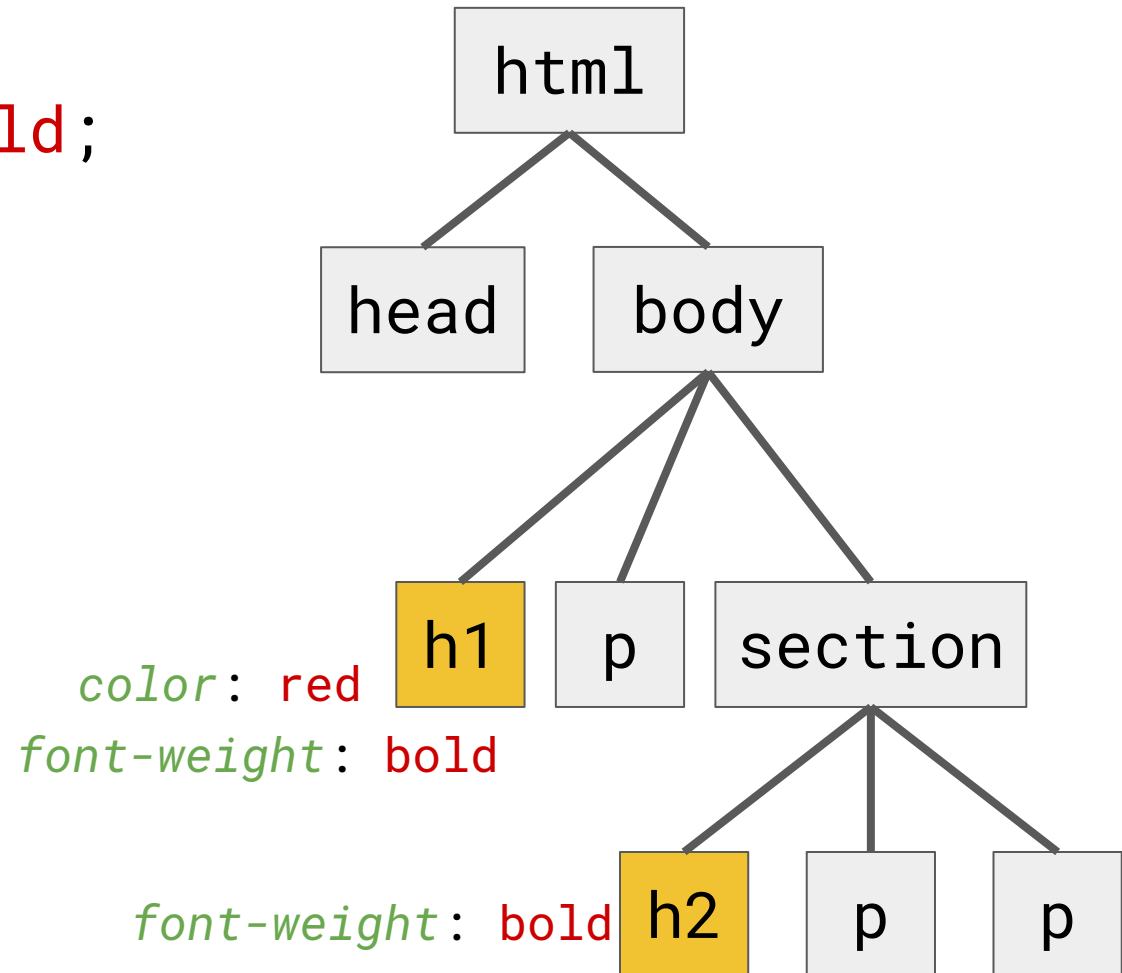 html
ld;
head body
h1 p section
color: red
font-weight: bold
font-weight: bold h2 p p